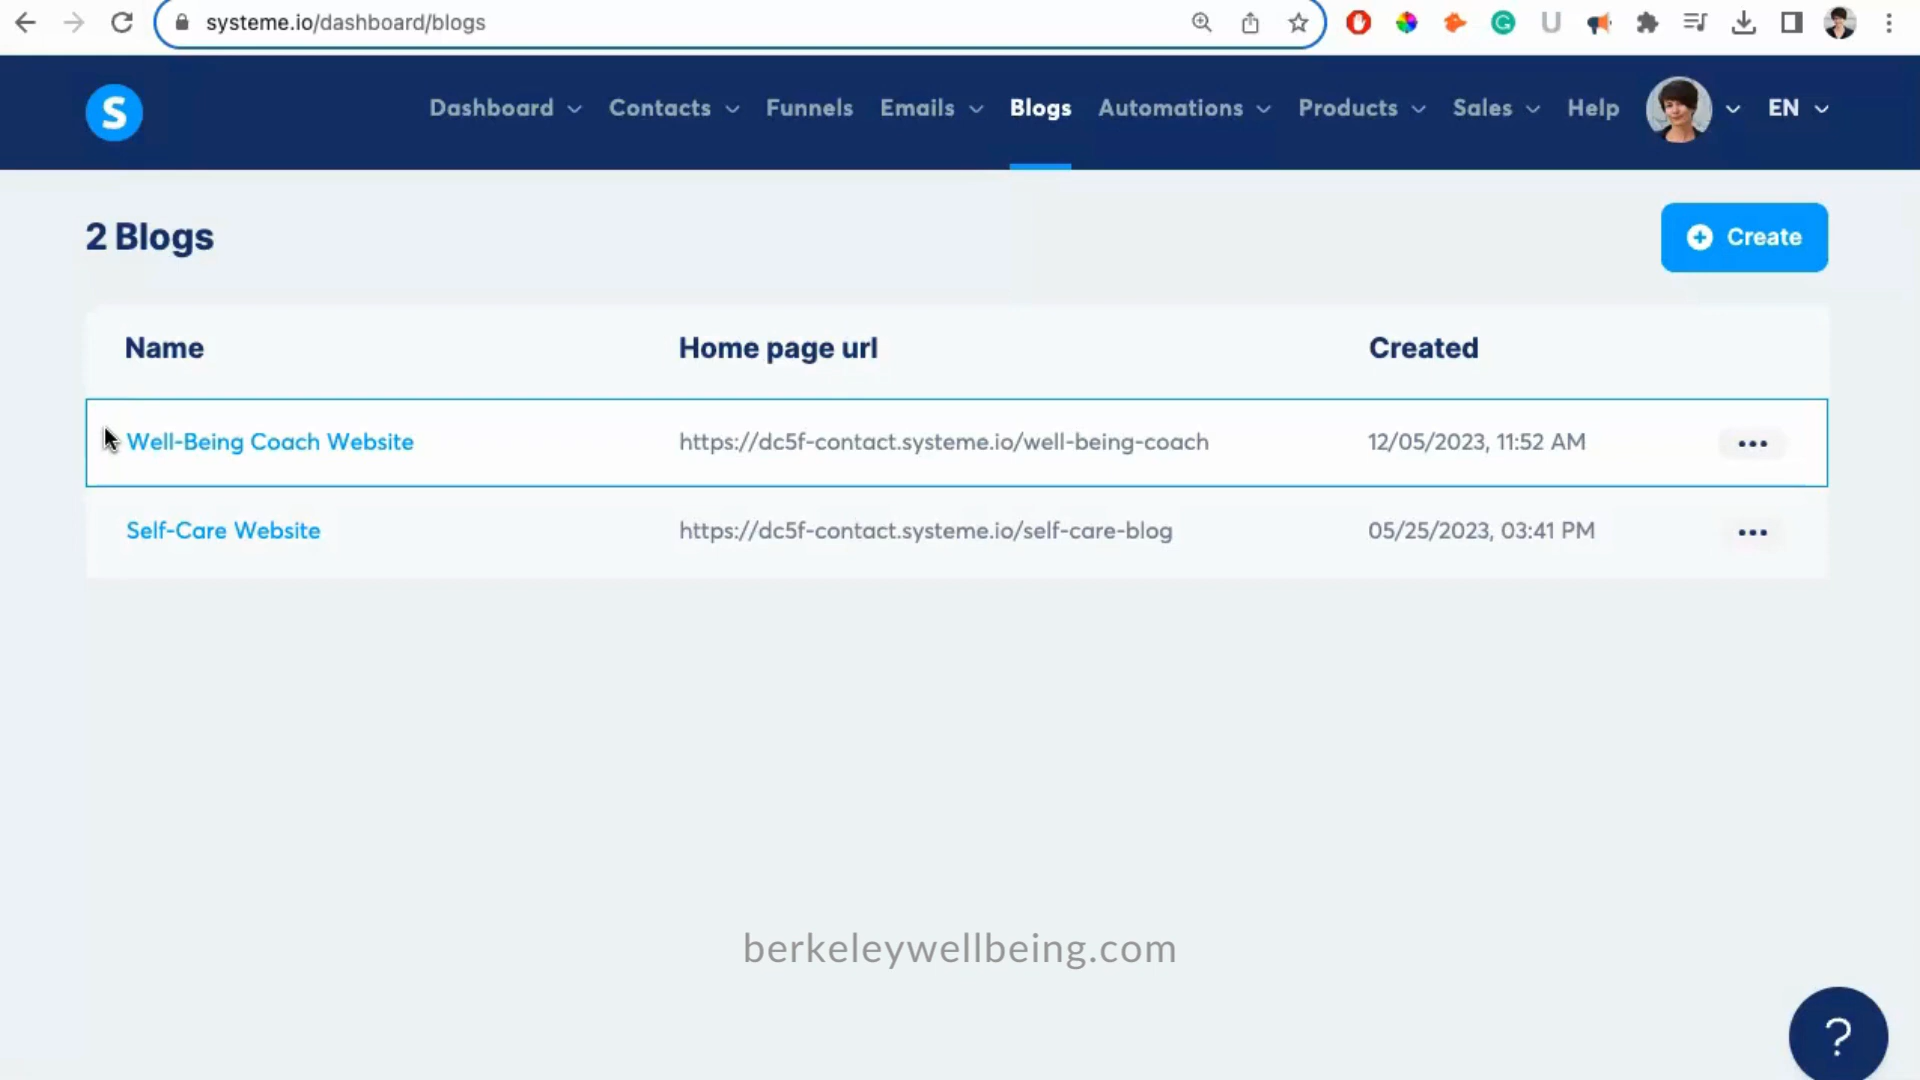 systeme.io/dashboard/blogs
S Dashboard Contacts Funnels Emails Blogs Automations Products Sales Help EN
2 Blogs
Create
Name Home page url Created
Well-Being Coach Website https://dc5f-contact.systeme.io/well-being-coach 12/05/2023, 11:52 AM
Self-Care Website https://dc5f-contact.systeme.io/self-care-blog 05/25/2023, 03:41 PM
berkeleywellbeing.com
?